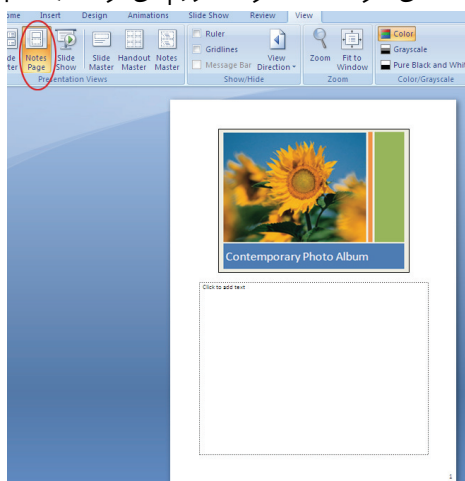 ome Insert Design Animations Slide Show Review View
Ruler
Gridlines
Message Bar
de Notes Slide Slide Handout Notes View Zoom Fit to
ter Page Show Master Master Master Direction Window
Color
Grayscale
Pure Black and Whi
Presentation Views Show/Hide Zoom Color/Grayscale
Contemporary Photo Album
Click to add text
1